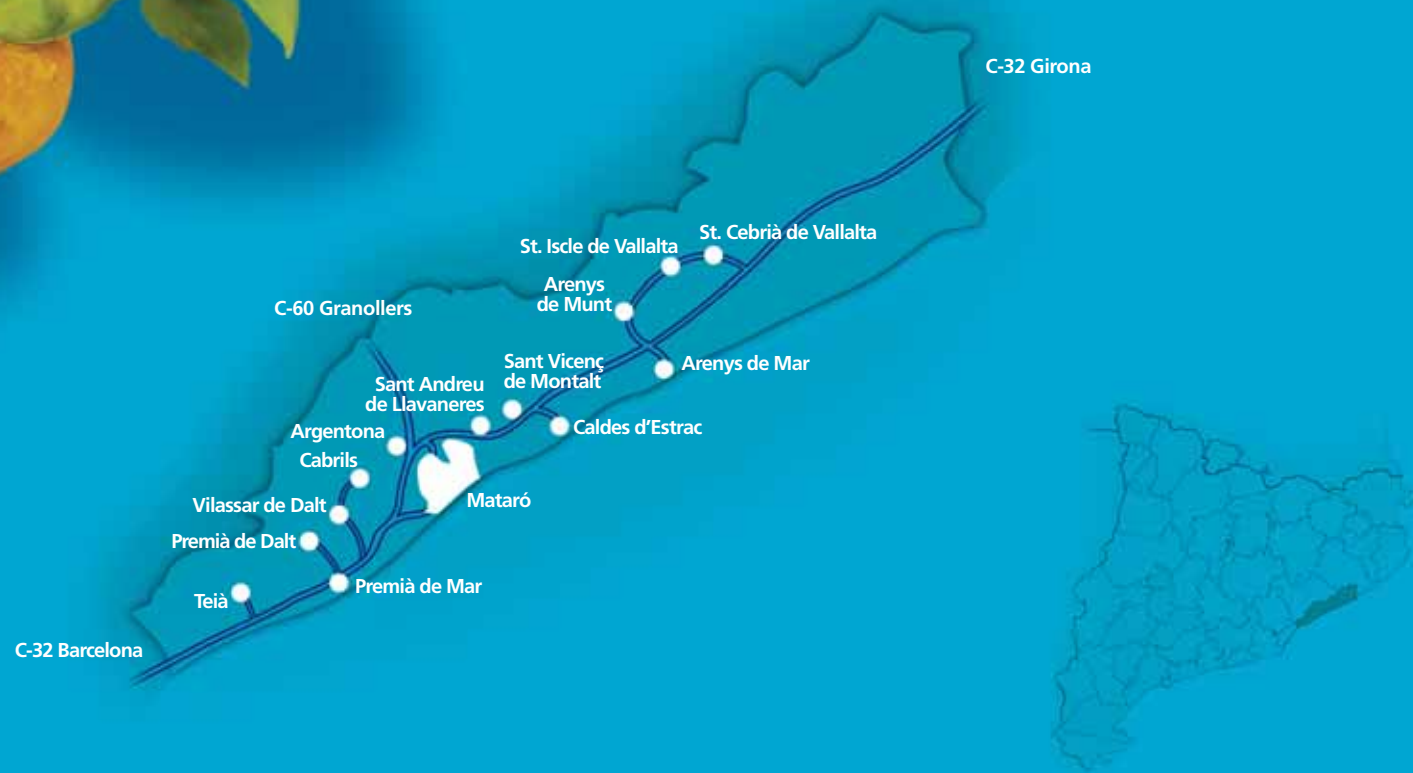 C-32 Girona
St. Cebrià de Vallalta
St. Iscle de Vallalta
Arenys
de Munt
C-60 Granollers
Arenys de Mar
Sant Vicenç
de Montalt
Sant Andreu
de Llavaneres
Caldes d’Estrac
Argentona
Cabrils
Mataró
Vilassar de Dalt
Premià de Dalt
Premià de Mar
Teià
C-32 Barcelona